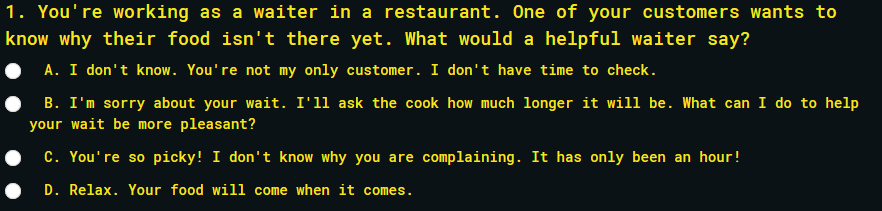 1. You're working as a waiter in a restaurant. One of your customers wants to
know why their food isn't there yet. What would a helpful waiter say?
A. I don't know. You're not my only customer. I don't have time to check.
B. I'm sorry about your wait. I'll ask the cook how much longer it will be. What can I do to help
your wait be more pleasant?
C. You're so picky! I don't know why you are complaining. It has only been an hour!
D. Relax. Your food will come when it comes.